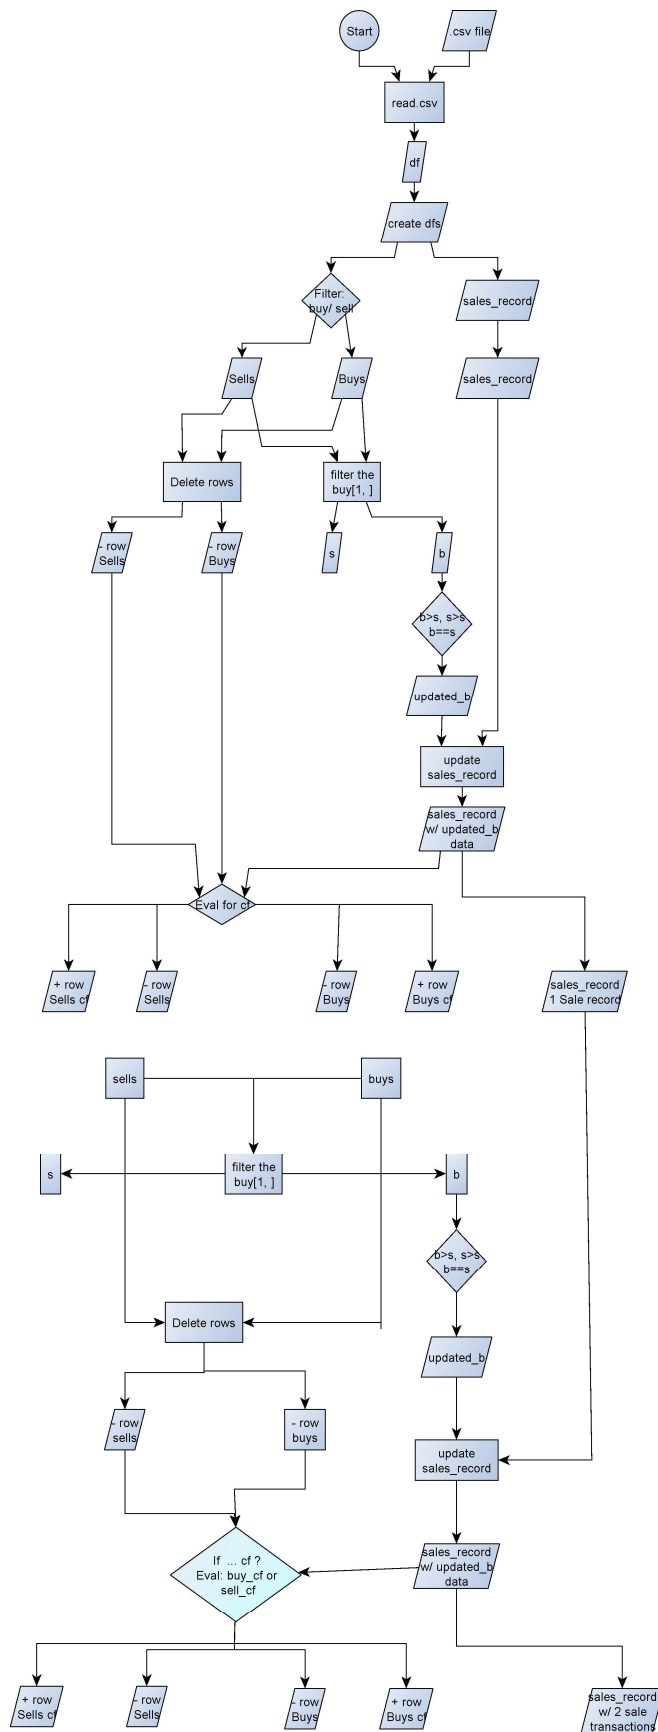 Start
.csv file
read.csv
df
create dfs
Filter:
buy/ sell
sales_record
Sells
Buys
sales_record
Delete rows
filter the
buy[1, ]
- row
Sells
- row
Buys
s
b
b>s, s>s
b==s
updated_b
update
sales_record
sales_record
w/ updated_b
data
Eval for cf
+ row
Sells cf
- row
Sells
- row
Buys
+ row
Buys cf
sales_record
1 Sale record
sells
buys
s
filter the
buy[1, ]
b
b>s, s>s
b==s
Delete rows
updated_b
- row
sells
- row
buys
update
sales_record
If ... cf ?
Eval: buy_cf or
sell_cf
sales_record
w/ updated_b
data
+ row
Sells cf
- row
Sells
- row
Buys
+ row
Buys cf
sales_record
w/ 2 sale
transactions